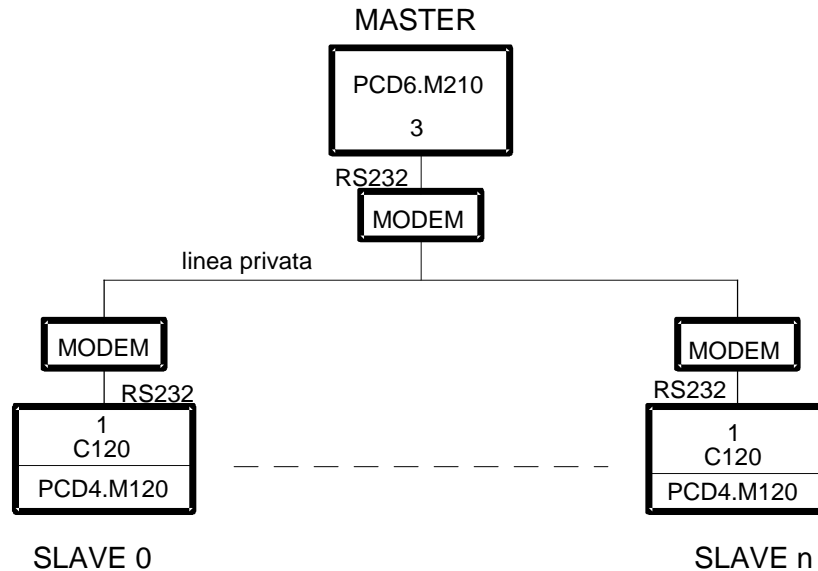 MASTER
PCD6.M210
3
RS232
MODEM
linea privata
MODEM
MODEM
RS232
RS232
1
C120
PCD4.M120
1
C120
PCD4.M120
SLAVE 0
SLAVE n